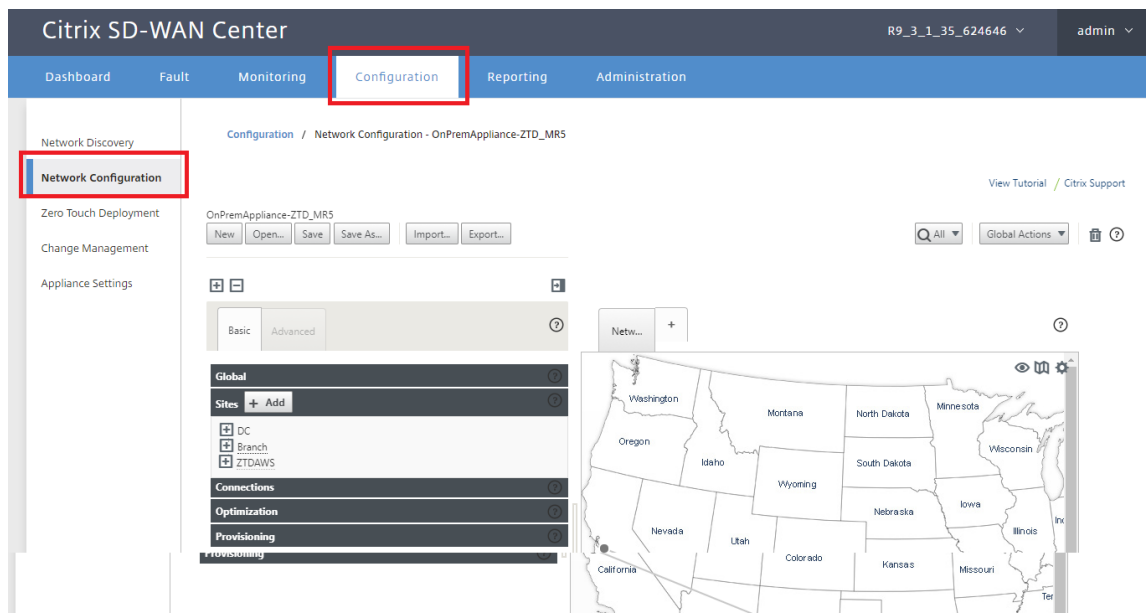 Citrix SD-WAN Center
R9_3_1_35_624646
admin
Dashboard Fault Monitoring Configuration Reporting Administration
Configuration / Network Configuration - OnPremAppliance-ZTD_MR5
Network Discovery
Network Configuration
Zero Touch Deployment
Change Management
Appliance Settings
View Tutorial / Citrix Support
OnPremAppliance-ZTD_MR5
New Open... Save Save As... Import... Export...
All Global Actions
Basic Advanced
Netw... +
Global
Sites + Add
DC
Branch
ZTDAWS
Connections
Optimization
Provisioning
Provisioning
Washington
Montana
North Dakota
Minnesota
Oregon
Idaho
South Dakota
Wisconsin
Wyoming
Nebraska
Iowa
Nevada
Utah
Illinois
In
Colorado
Kansas
Missouri
California
Ter